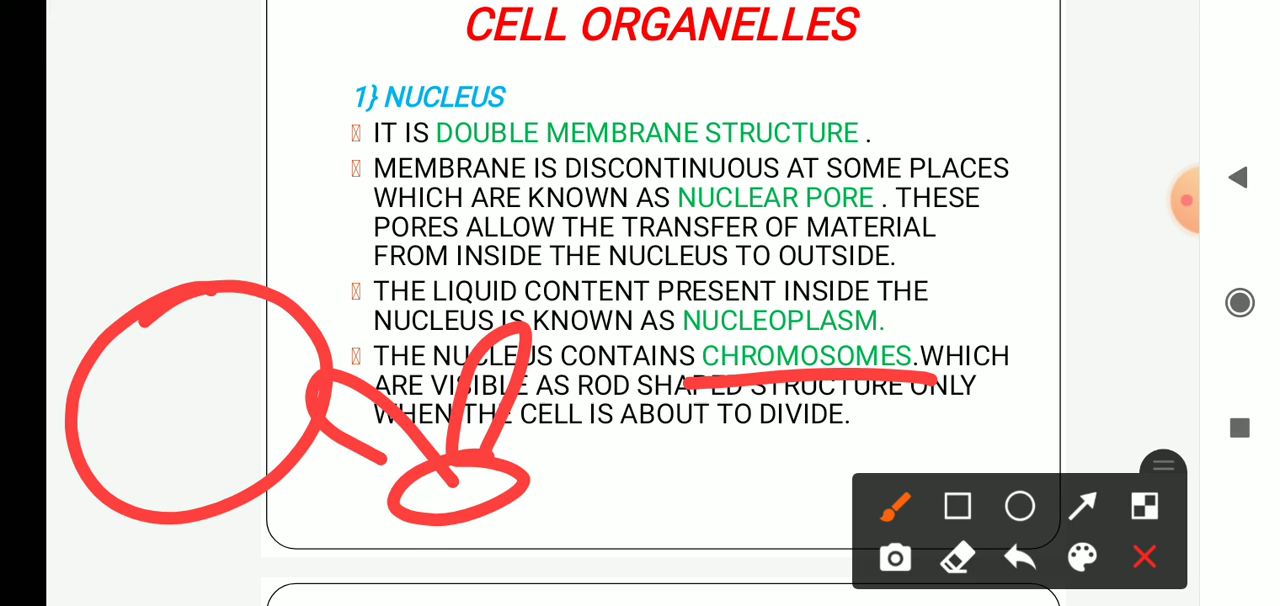 CELL ORGANELLES
1} NUCLEUS
IT IS DOUBLE MEMBRANE STRUCTURE .
MEMBRANE IS DISCONTINUOUS AT SOME PLACES
WHICH ARE KNOWN AS NUCLEAR PORE . THESE
PORES ALLOW THE TRANSFER OF MATERIAL
FROM INSIDE THE NUCLEUS TO OUTSIDE.
THE LIQUID CONTENT PRESENT INSIDE THE
NUCLEUS IS KNOWN AS NUCLEOPLASM.
THE NUCLEUS CONTAINS CHROMOSOMES.WHICH
ARE VISIBLE AS ROD SHAPED STRUCTURE ONLY
WHEN THE CELL IS ABOUT TO DIVIDE.